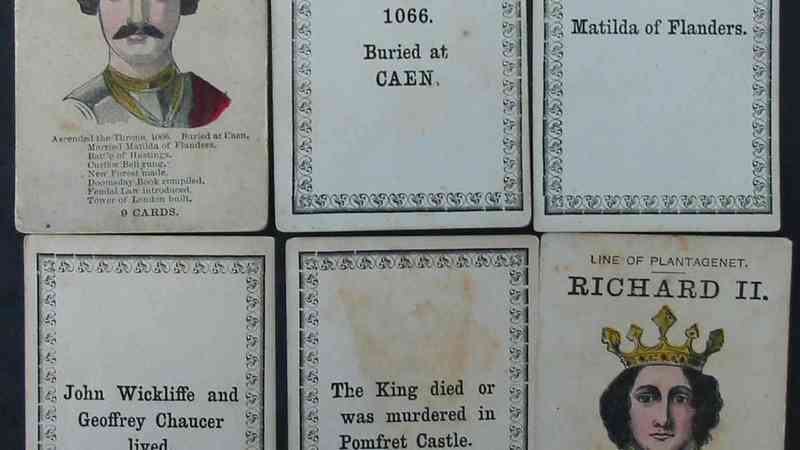 Ascended the Throne, 1066. Buried at Caen,
Married Matilda of Flanders.
Battle of Hastings.
Curfew Bell rung.
New Forest made.
Doomsday Book compiled,
Feudal Law introduced.
Tower of London built,
9 CARDS.
1066.
Buried at
CAEN.
Matilda of Flanders.
John Wickliffe and
Geoffrey Chaucer
lived.
The King died or
was murdered in
Pomfret Castle.
LINE OF PLANTAGENET.
RICHARD II.